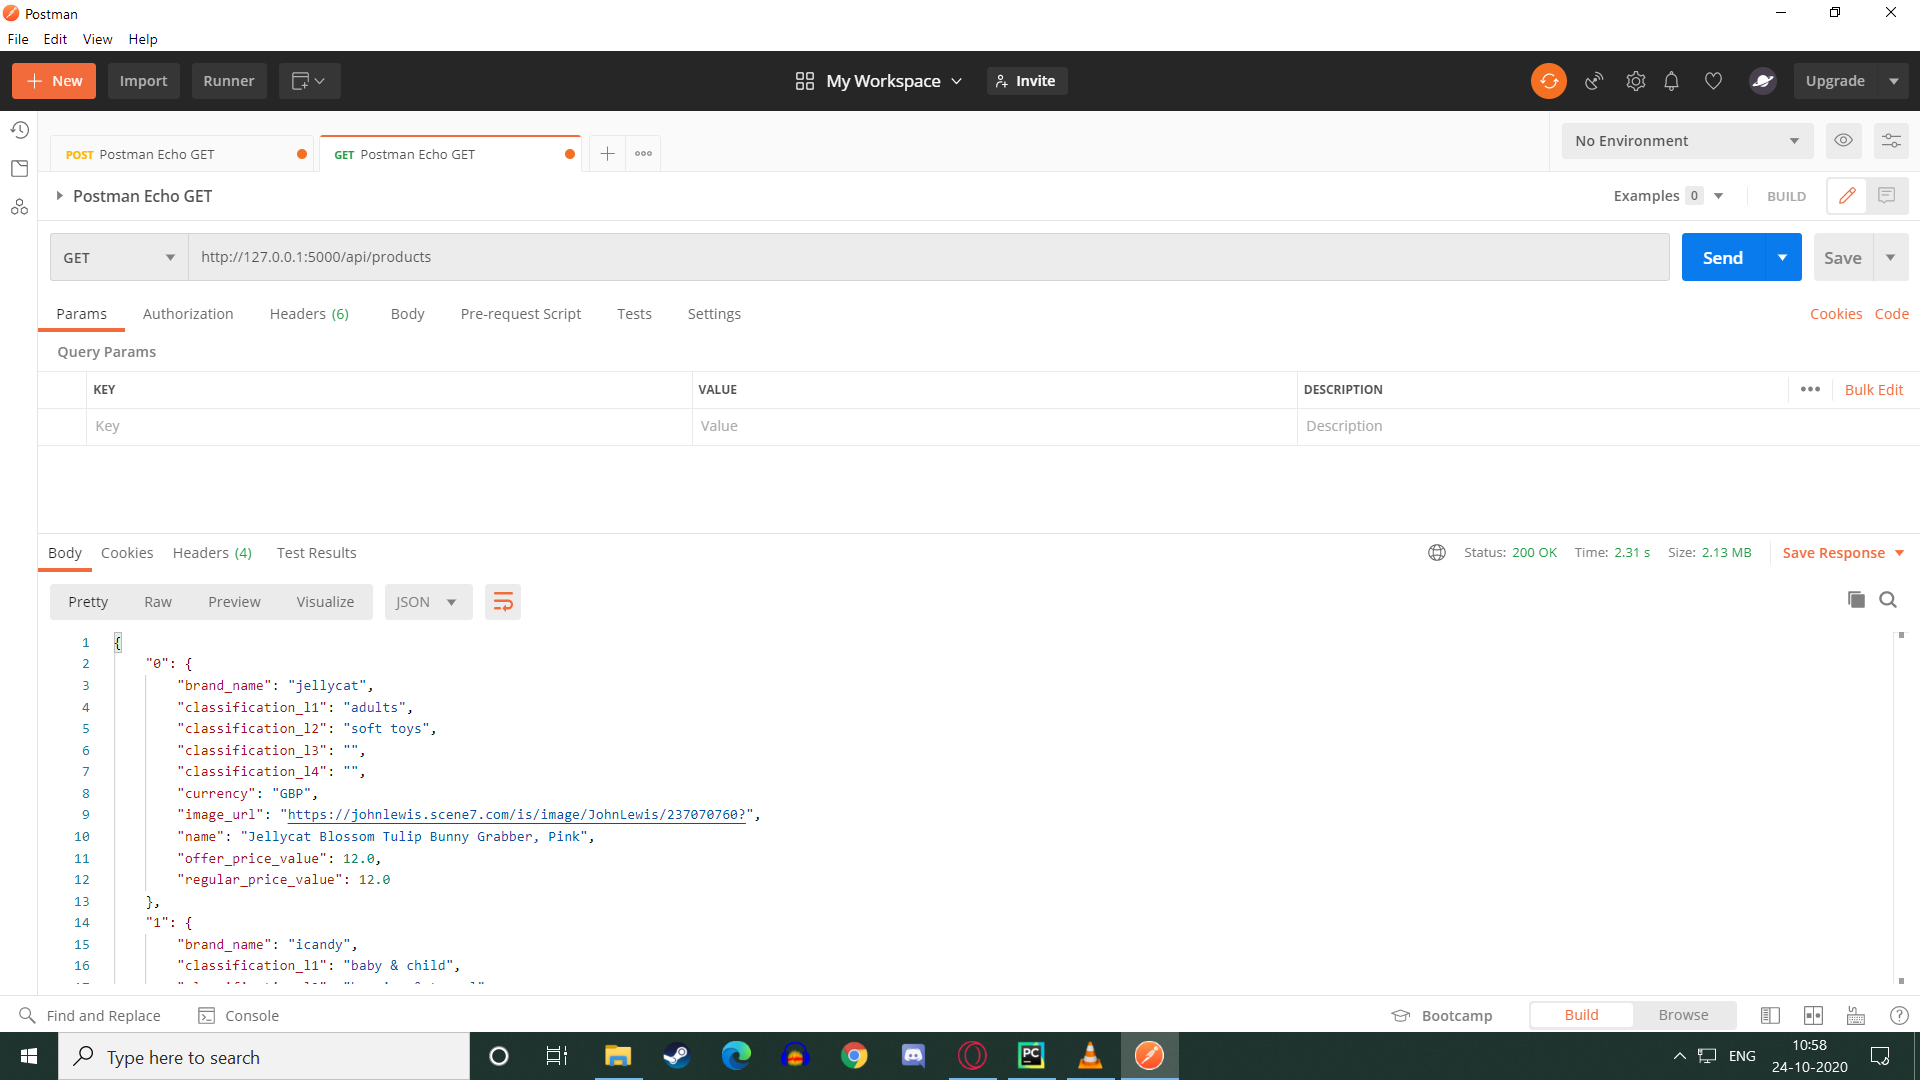 Postman
File Edit View Help
New Import Runner My Workspace Invite Upgrade
POST Postman Echo GET GET Postman Echo GET No Environment
Postman Echo GET Examples 0 BUILD
GET http://127.0.0.1:5000/api/products Send Save
Params Authorization Headers (6) Body Pre-request Script Tests Settings Cookies Code
Query Params
KEY VALUE DESCRIPTION Bulk Edit
Key Value Description
Body Cookies Headers (4) Test Results Status: 200 OK Time: 2.31 s Size: 2.13 MB Save Response
Pretty Raw Preview Visualize JSON
1 {
2 "0": {
3 "brand_name": "jellycat",
4 "classification_l1": "adults",
5 "classification_l2": "soft toys",
6 "classification_l3": "",
7 "classification_l4": "",
8 "currency": "GBP",
9 "image_url": "https://johnlewis.scene7.com/is/image/JohnLewis/237070760?",
10 "name": "Jellycat Blossom Tulip Bunny Grabber, Pink",
11 "offer_price_value": 12.0,
12 "regular_price_value": 12.0
13 },
14 "1": {
15 "brand_name": "icandy",
16 "classification_l1": "baby & child",
Find and Replace Console Bootcamp Build Browse
Type here to search PC ENG 10:58
24-10-2020